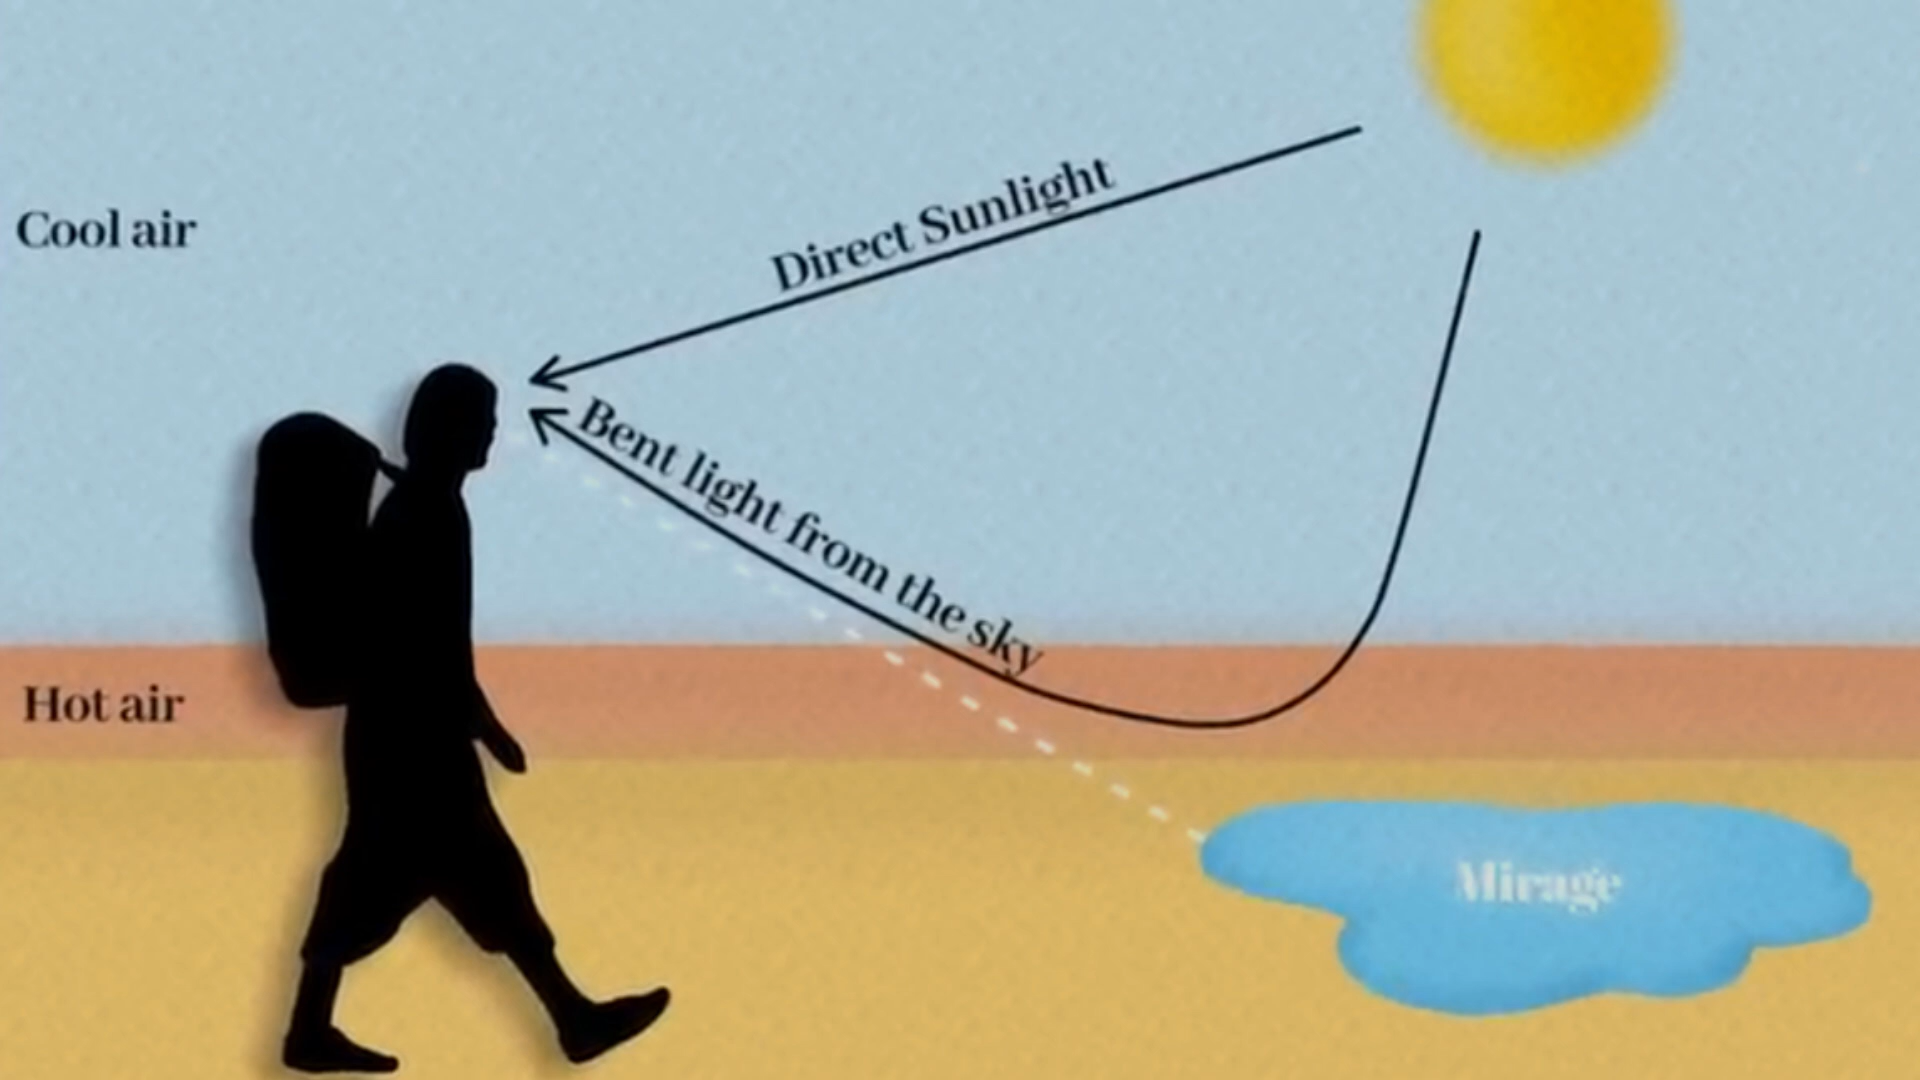 Direct Sunlight
Cool air
Bent light from the sky
Hot air
Mirage